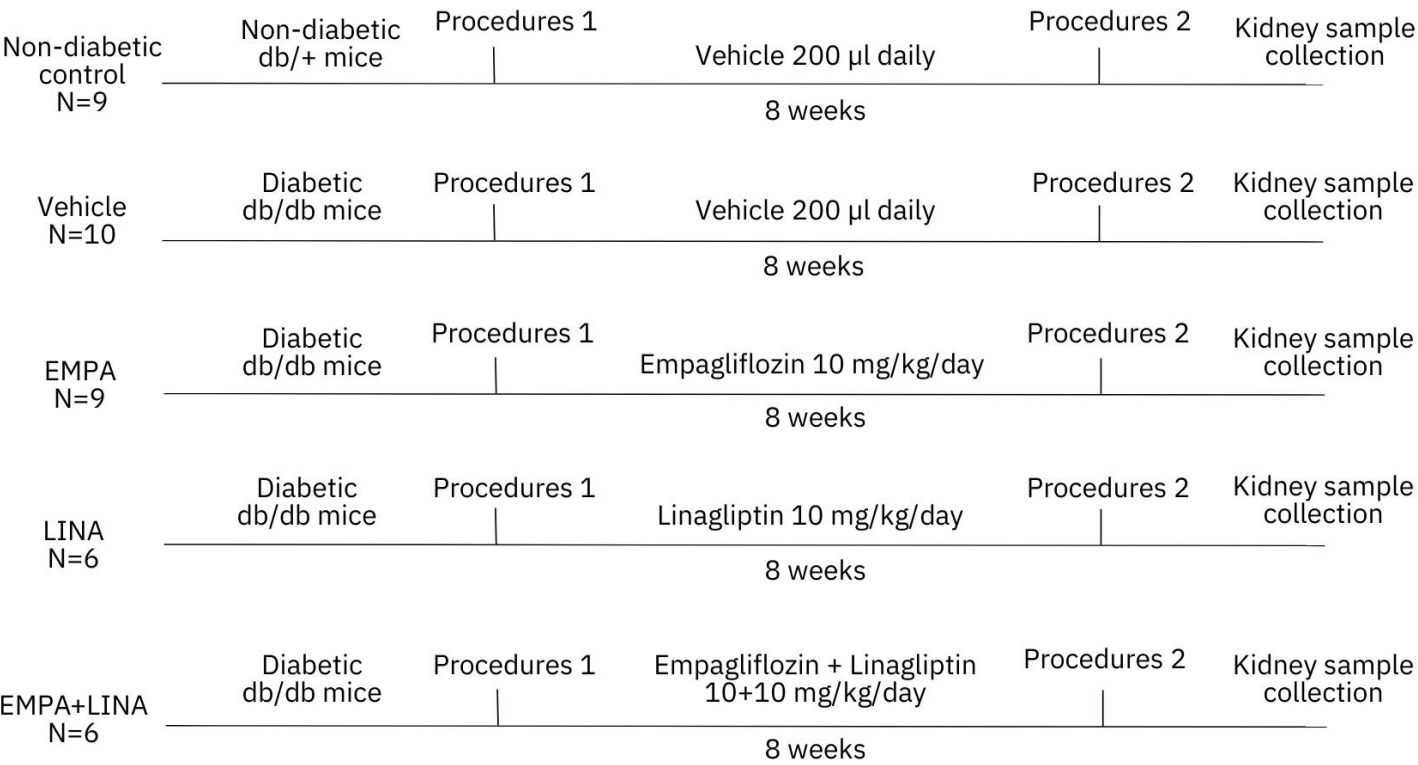 Non-diabetic
control
N=9
Non-diabetic
db/+ mice
Procedures 1
Vehicle 200 µl daily
8 weeks
Procedures 2
Kidney sample
collection
Vehicle
N=10
Diabetic
db/db mice
Procedures 1
Vehicle 200 µl daily
8 weeks
Procedures 2
Kidney sample
collection
EMPA
N=9
Diabetic
db/db mice
Procedures 1
Empagliflozin 10 mg/kg/day
8 weeks
Procedures 2
Kidney sample
collection
LINA
N=6
Diabetic
db/db mice
Procedures 1
Linagliptin 10 mg/kg/day
8 weeks
Procedures 2
Kidney sample
collection
EMPA+LINA
N=6
Diabetic
db/db mice
Procedures 1
Empagliflozin + Linagliptin
10+10 mg/kg/day
8 weeks
Procedures 2
Kidney sample
collection